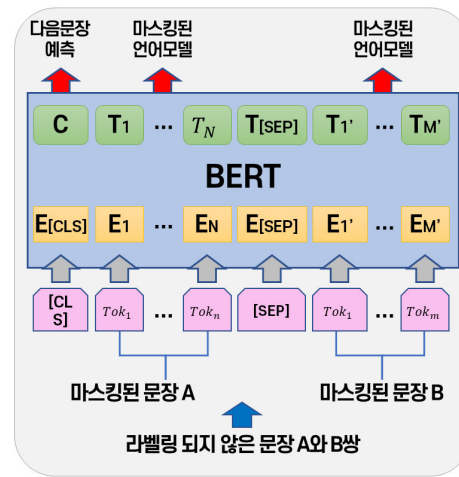 다음문장 마스킹된 마스킹된
예측 언어모델 언어모델
C T1 ... TN T[SEP] T1' ... TM'
BERT
E[CLS] E1 ... EN E[SEP] E1' ... EM'
[CL
S] Tok1 ... Tokn [SEP] Tok1 ... Tokm
마스킹된 문장 A 마스킹된 문장 B
라벨링 되지 않은 문장 A와 B쌍